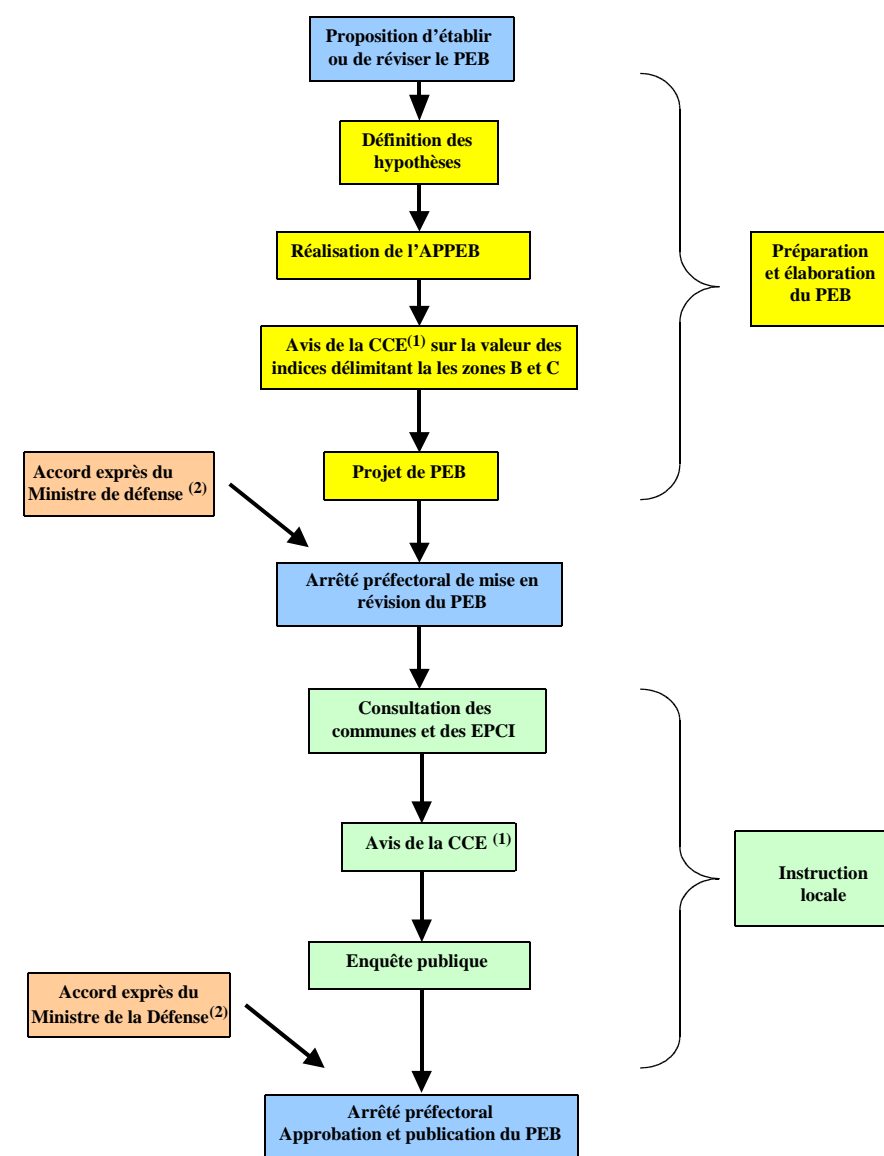 Proposition d'établir
ou de réviser le PEB
Définition des
hypothèses
Réalisation de l'APPEB
Préparation
et élaboration
du PEB
Avis de la CCE(1) sur la valeur des
indices délimitant la les zones B et C
Accord exprès du
Ministre de défense (2)
Projet de PEB
Arrêté préfectoral de mise en
révision du PEB
Consultation des
communes et des EPCI
Avis de la CCE (1)
Instruction
locale
Enquête publique
Accord exprès du
Ministre de la Défense(2)
Arrêté préfectoral
Approbation et publication du PEB